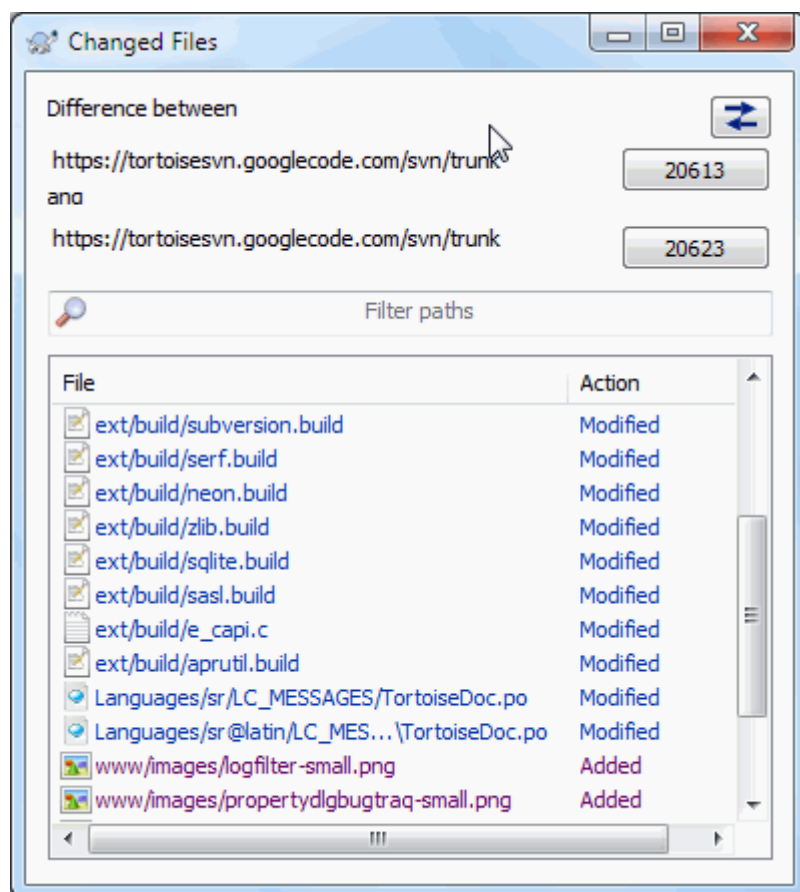 Changed Files
Difference between
https://tortoisesvn.googlecode.com/svn/trunk 20613
and
https://tortoisesvn.googlecode.com/svn/trunk 20623
Filter paths
File Action
ext/build/subversion.build Modified
ext/build/serf.build Modified
ext/build/neon.build Modified
ext/build/zlib.build Modified
ext/build/sqlite.build Modified
ext/build/sasl.build Modified
ext/build/e_capi.c Modified
ext/build/aprutil.build Modified
Languages/sr/LC_MESSAGES/TortoiseDoc.po Modified
Languages/sr@latin/LC_MES...\TortoiseDoc.po Modified
www/images/logfilter-small.png Added
www/images/propertydlgbugtraq-small.png Added